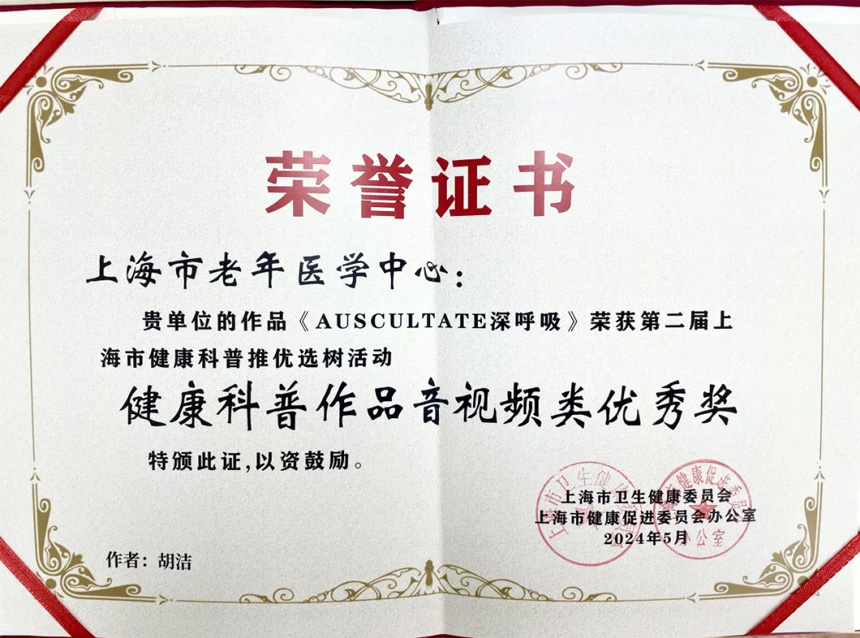 荣誉证书
上海市老年医学中心:
贵单位的作品《AUSCULTATE深呼吸》荣获第二届上
海市健康科普推优选树活动
健康科普作品音视频类优秀奖
特颁此证,以资鼓励。
上海市卫生健康委员会
上海市健康促进委员会办公室
2024年5月
作者:胡洁